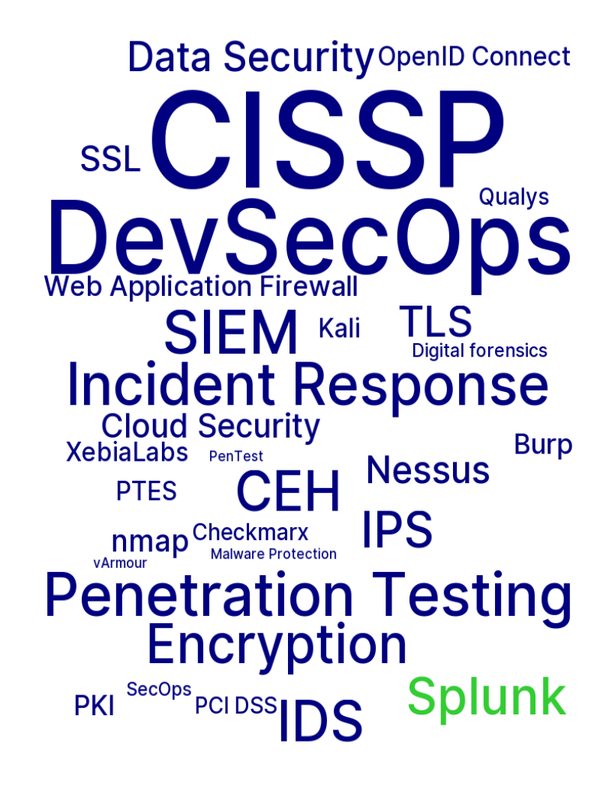 Data Security OpenID Connect
CISSP
SSL
Qualys
DevSecOps
Web Application Firewall
SIEM Kali TLS
Digital forensics
Incident Response
Cloud Security
Burp
XebiaLabs PenTest
Nessus
PTES CEH
IPS
nmap Checkmarx
Malware Protection
vArmour
Penetration Testing
Encryption
SecOps Splunk
PKI PCI DSS IDS